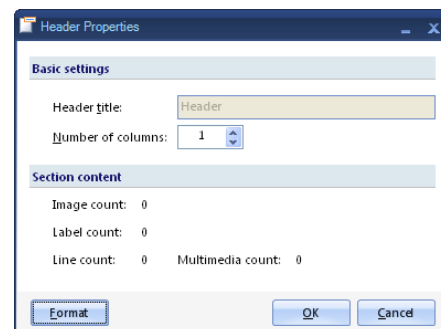 Header Properties
Basic settings
Header title: Header
Number of columns: 1
Section content
Image count: 0
Label count: 0
Line count: 0 Multimedia count: 0
Format OK Cancel